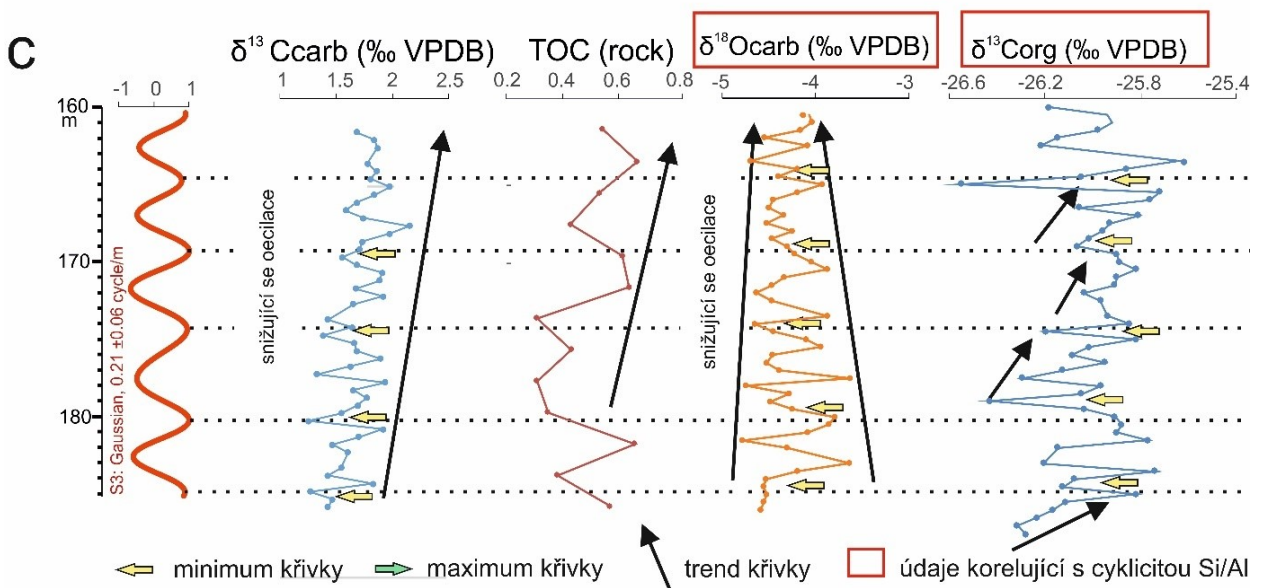 C
δ¹³ Ccarb (‰ VPDB) TOC (rock) δ¹⁸Ocarb (‰ VPDB) δ¹³Corg (‰ VPDB)
-1 0 1 1 1.5 2 2.5 0.2 0.4 0.6 0.8 -5 -4 -3 -26.6 -26.2 -25.8 -25.4
160
m
170
180
S3: Gaussian, 0.21 ±0.06 cycle/m
snižující se oecilace
snižující se oecilace
minimum křivky maximum křivky trend křivky údaje korelující s cyklicitou Si/Al